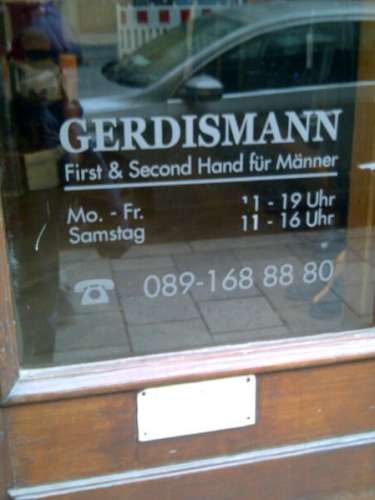 GERDISMANN
First & Second Hand für Männer
Mo. - Fr. 11 - 19 Uhr
Samstag 11 - 16 Uhr
089-168 88 80